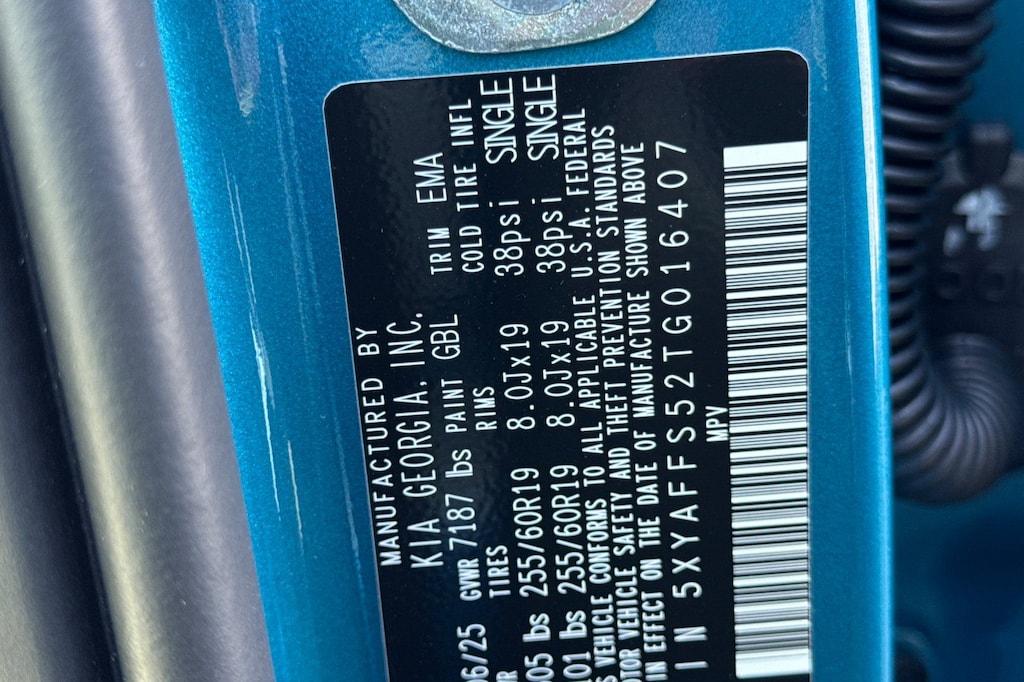 MANUFACTURED BY
KIA GEORGIA, INC.
06/25 GVWR 7187 lbs PAINT GBL TRIM EMA
TIRES RIMS COLD TIRE INFL
05 lbs 255/60R19 8.0Jx19 38psi SINGLE
101 lbs 255/60R19 8.0Jx19 38psi SINGLE
VEHICLE CONFORMS TO ALL APPLICABLE U.S.A. FEDERAL
VEHICLE SAFETY AND THEFT PREVENTION STANDARDS
IN EFFECT ON THE DATE OF MANUFACTURE SHOWN ABOVE
IN 5XYAFFS52TG016407
MPV